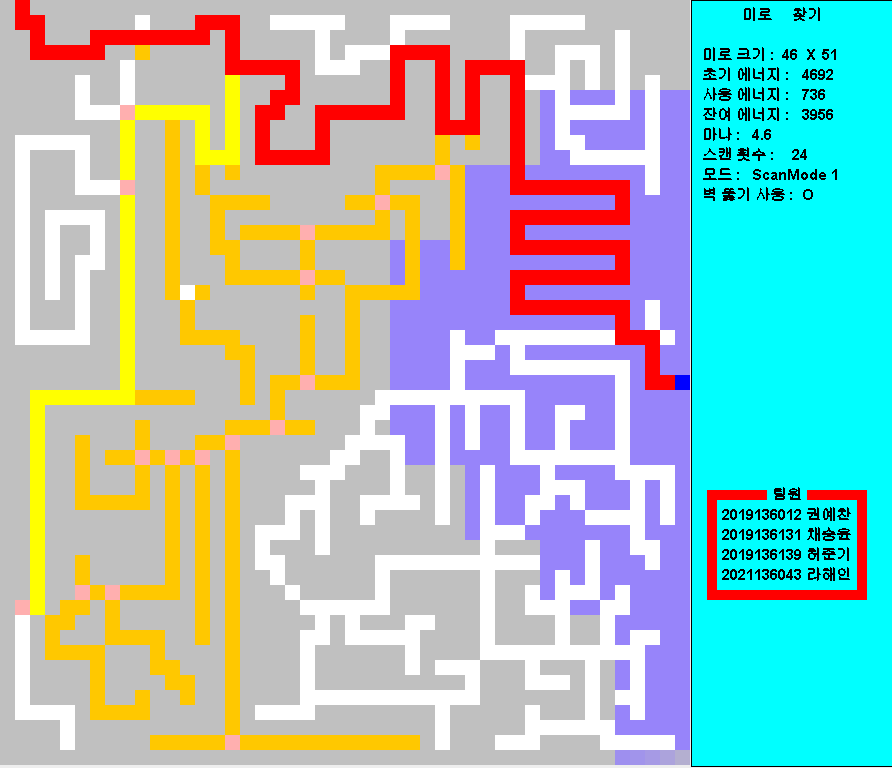 미로 찾기
미로 크기 : 46 X 51
초기 에너지 : 4692
사용 에너지 : 736
잔여 에너지 : 3956
마나 : 4.6
스캔 횟수 : 24
모드 : ScanMode 1
벽 뚫기 사용 : O
팀원
2019136012 권예찬
2019136131 채승윤
2019136139 허준기
2021136043 라해인